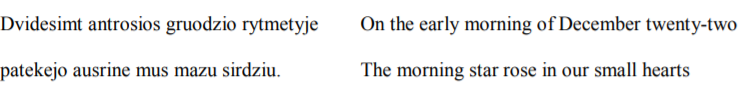 Dvidesimt antrosios gruodzio rytmetyje
patekejo ausrine mus mazu sirdziu.
On the early morning of December twenty-two
The morning star rose in our small hearts